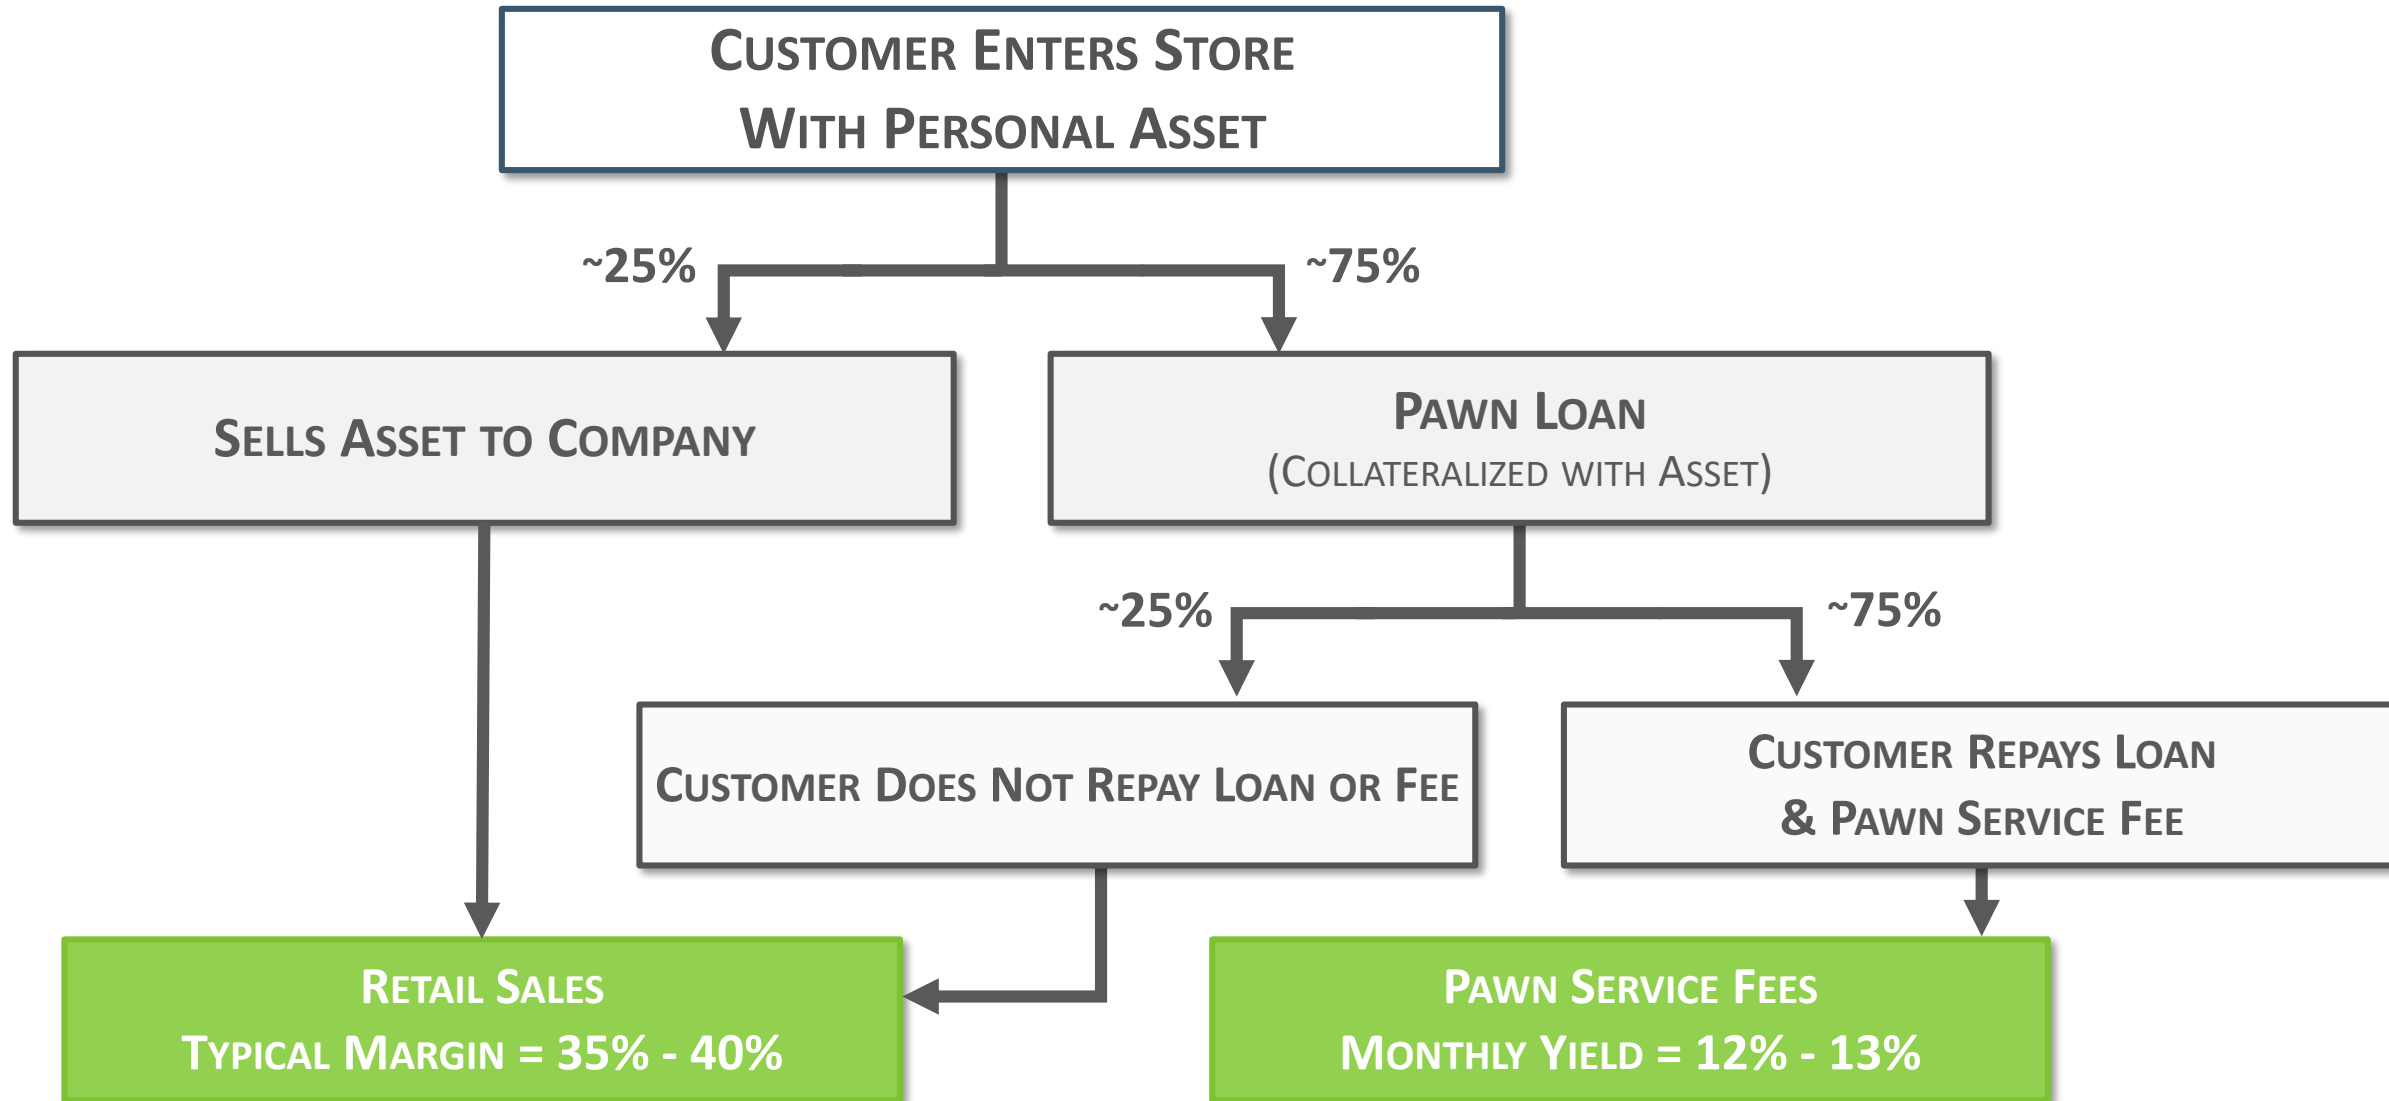 Customer Enters Store
With Personal Asset
~25%
~75%
Sells Asset to Company
Pawn Loan
(Collateralized with Asset)
~25%
~75%
Customer Does Not Repay Loan or Fee
Customer Repays Loan
& Pawn Service Fee
Retail Sales
Typical Margin = 35% - 40%
Pawn Service Fees
Monthly Yield = 12% - 13%